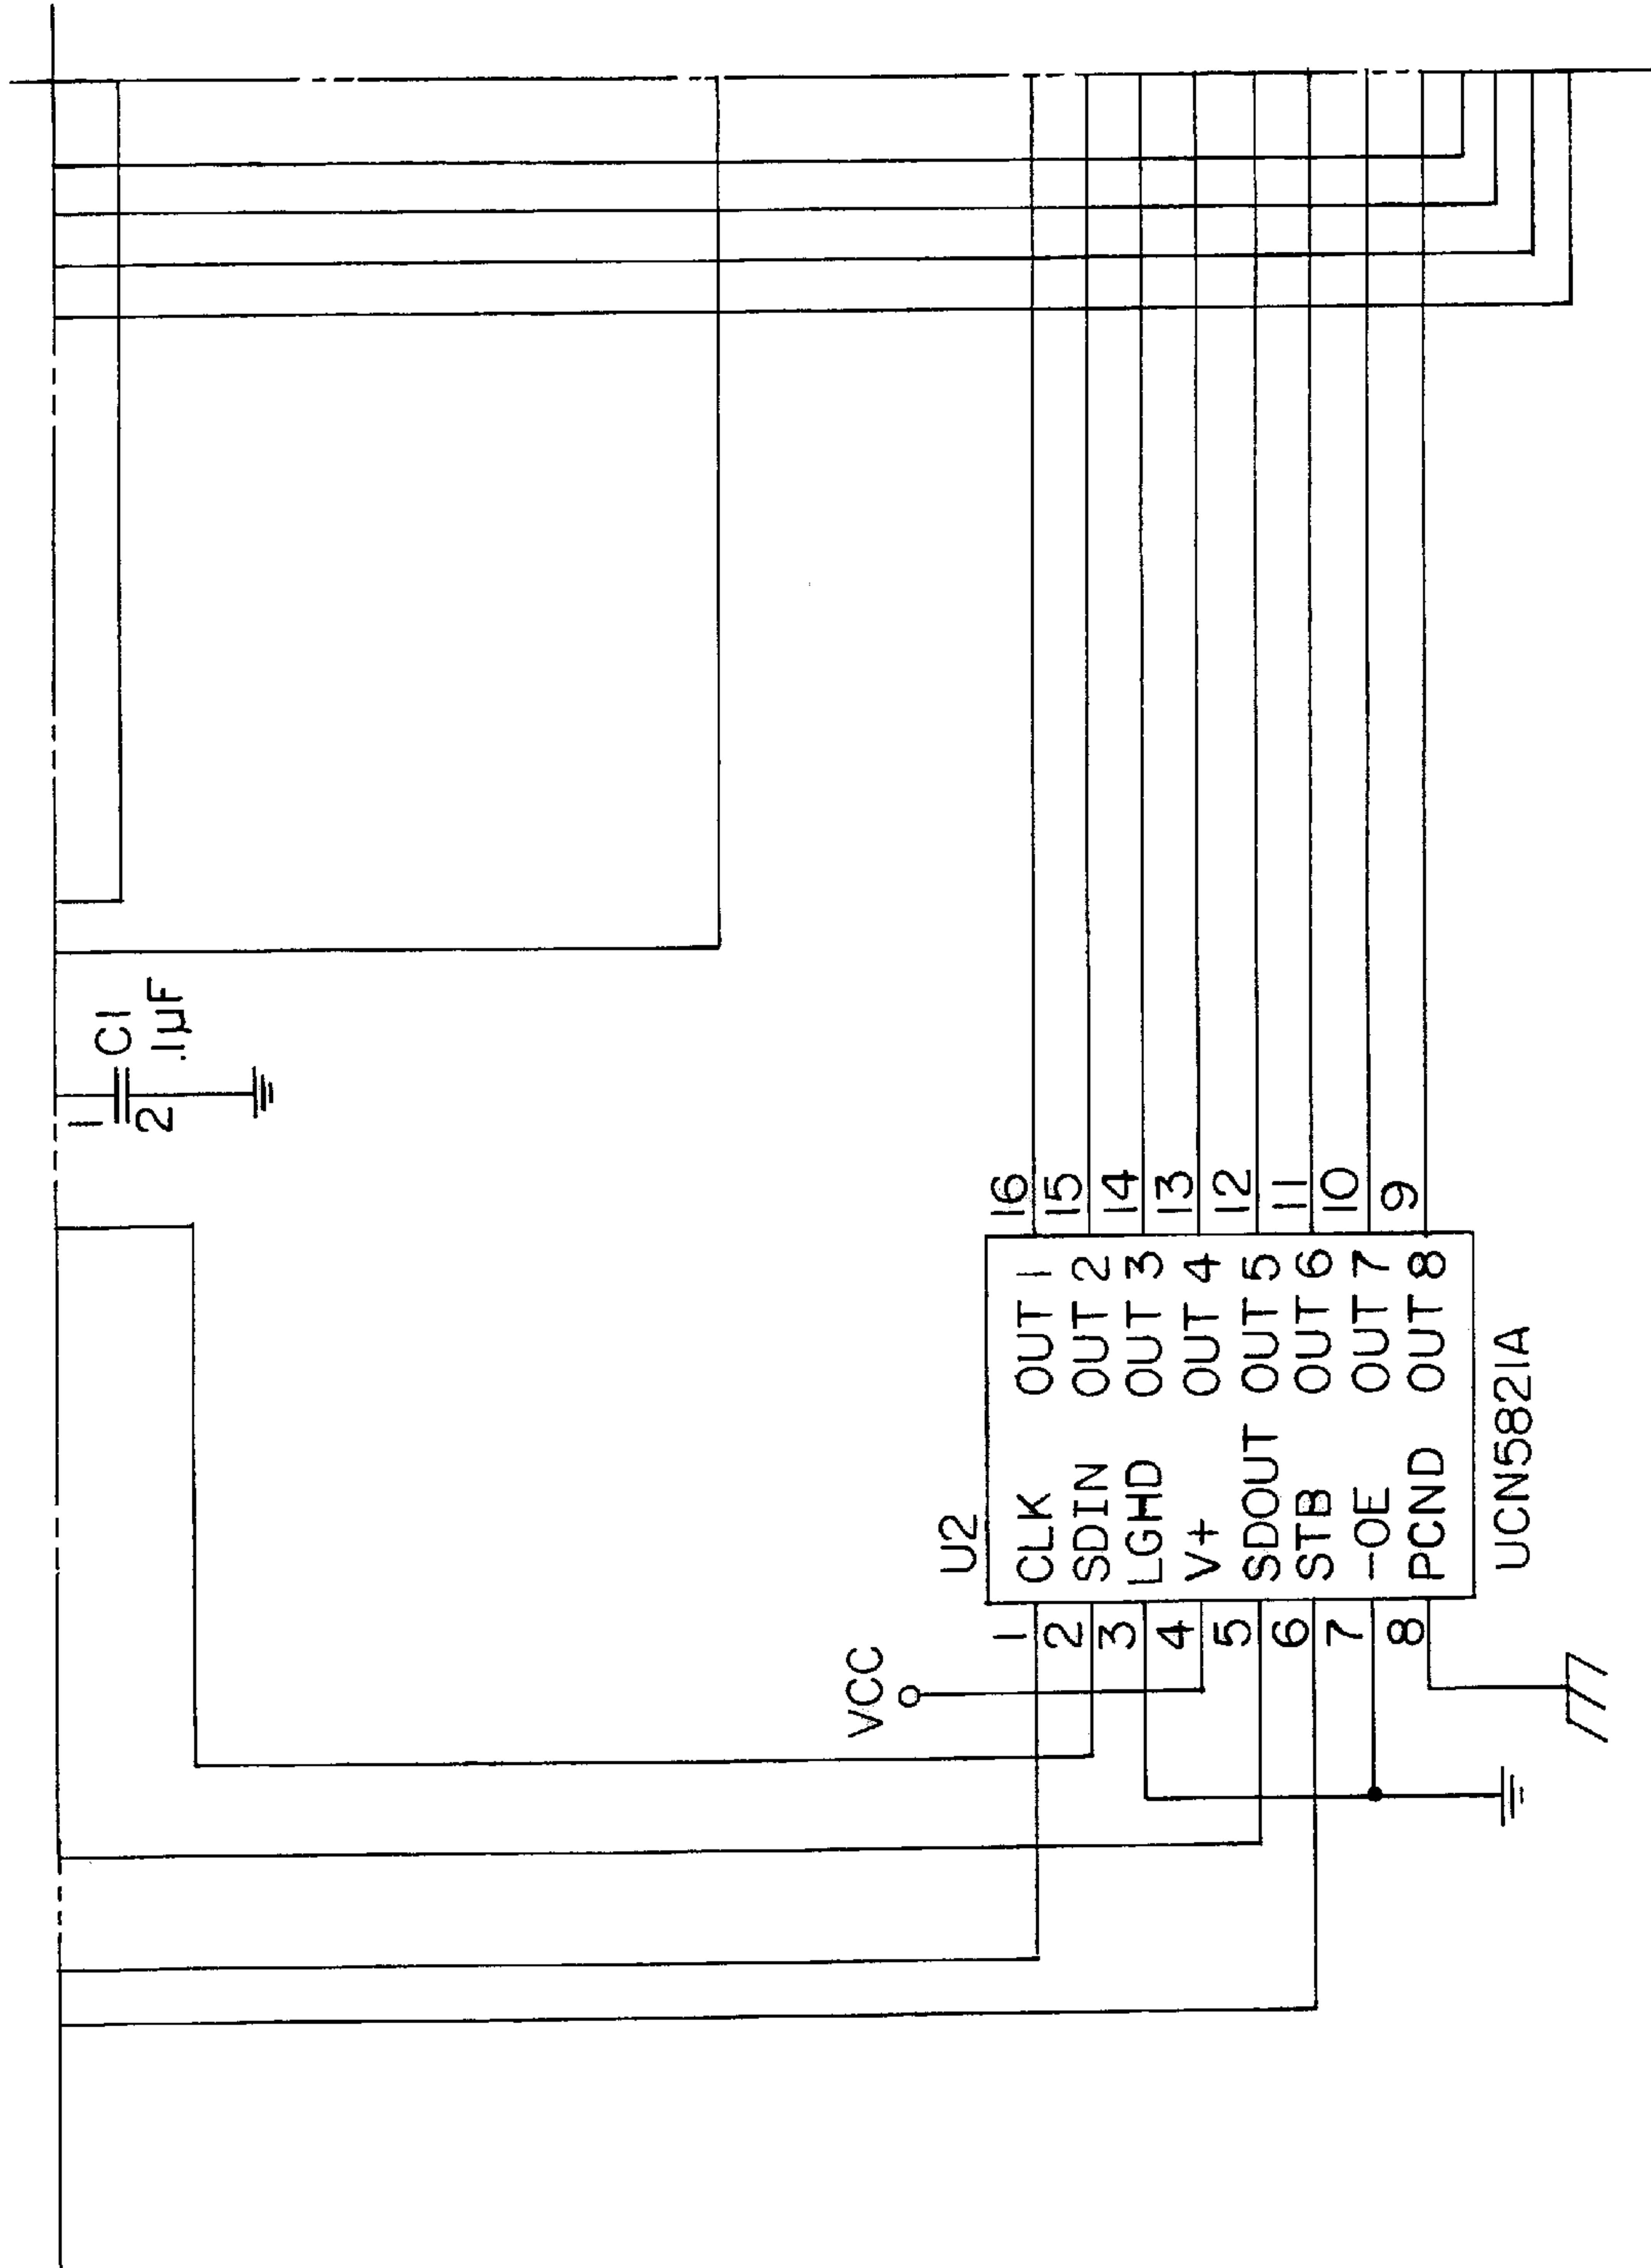 1
C1
2
.1µF
VCC
U2
1 CLK OUT 1 16
2 SDIN OUT 2 15
3 LGHD OUT 3 14
4 V+ OUT 4 13
5 SDOUT OUT 5 12
6 STB OUT 6 11
7 -OE OUT 7 10
8 PCND OUT 8 9
UCN5821A